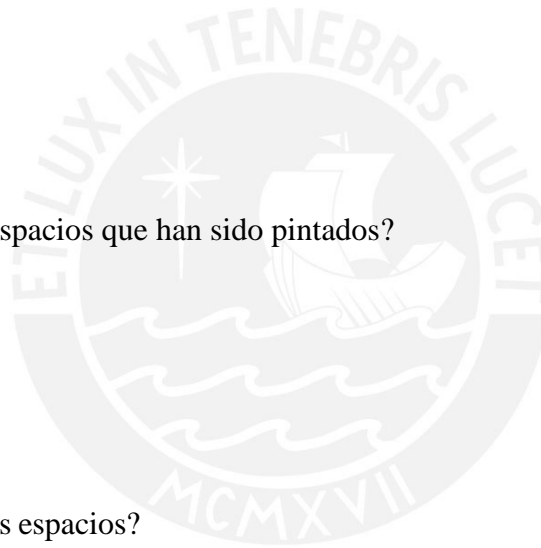 ET LUX IN TENEBRIS LUCET
spacios que han sido pintados?
s espacios?
MCMXVII